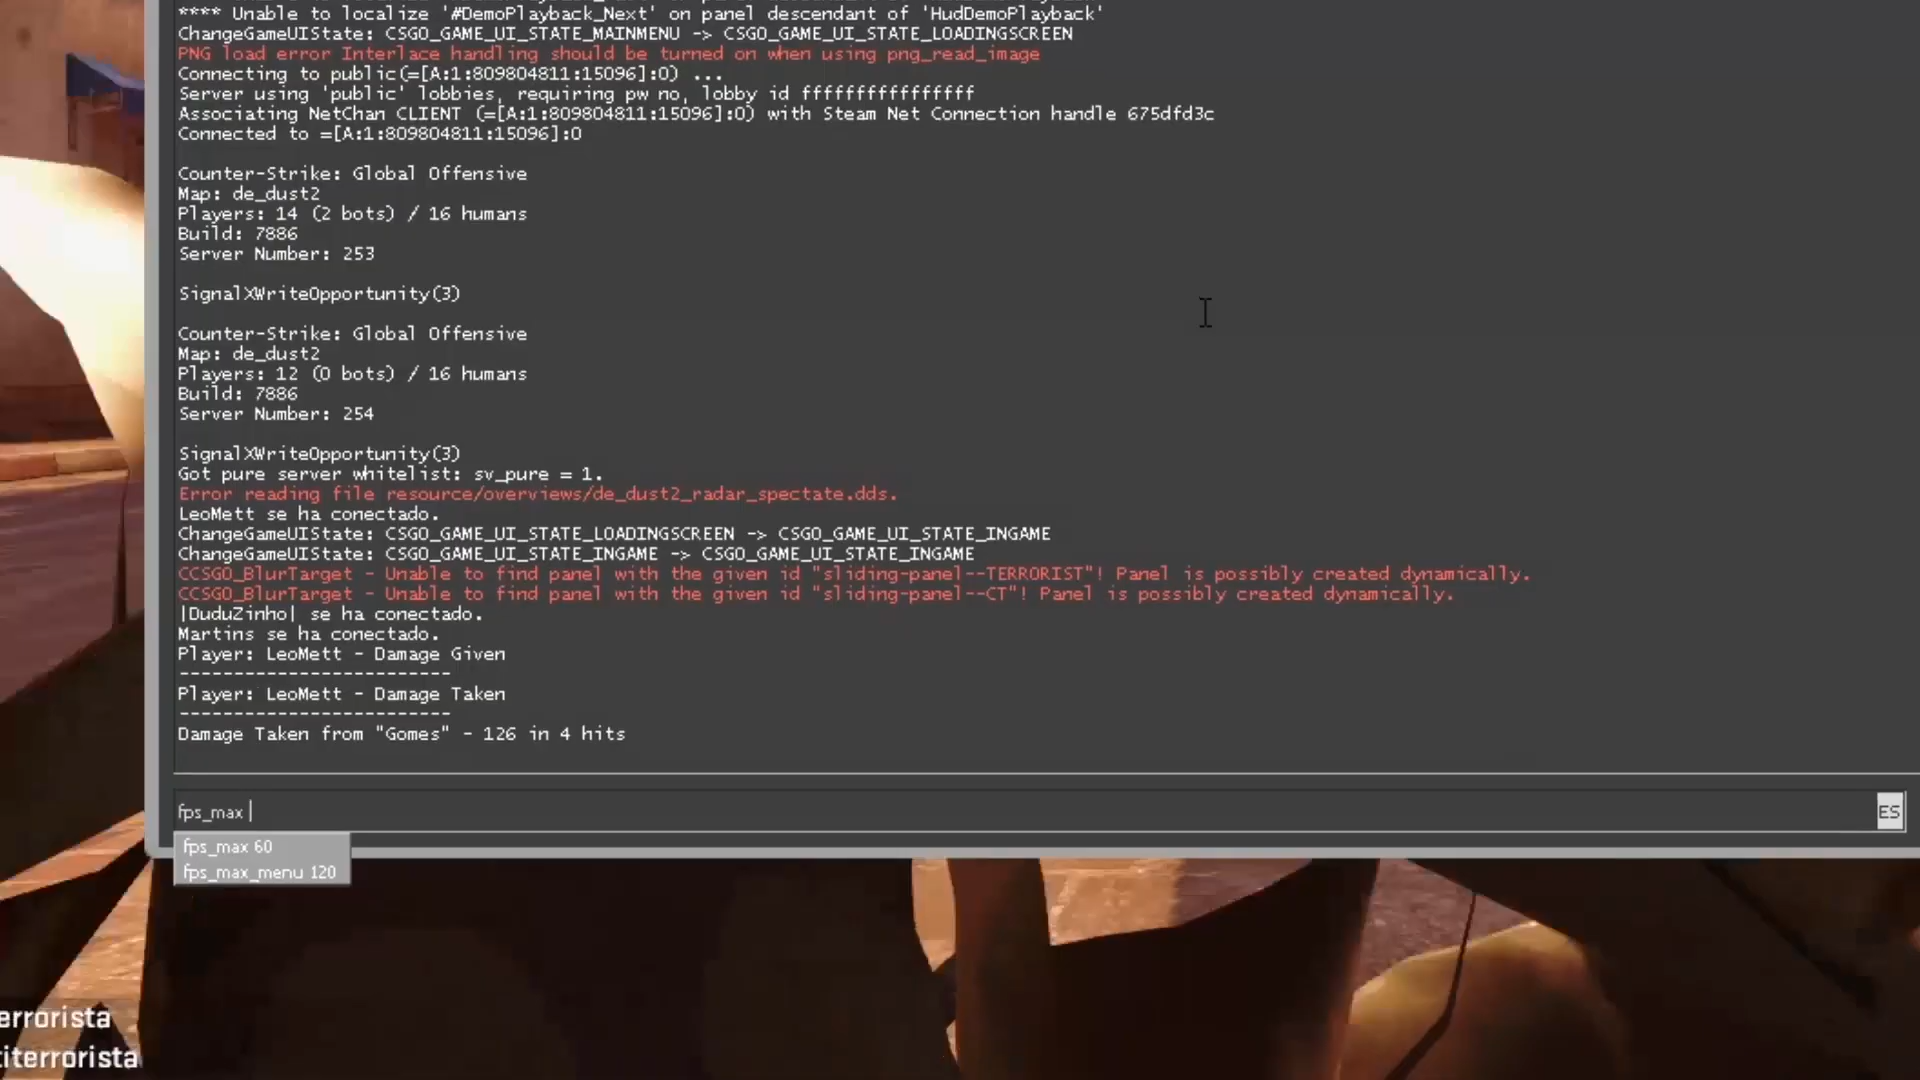 **** Unable to localize '#DemoPlayback_Next' on panel descendant of 'HudDemoPlayback'
ChangeGameUIState: CSGO_GAME_UI_STATE_MAINMENU -> CSGO_GAME_UI_STATE_LOADINGSCREEN
PNG load error Interlace handling should be turned on when using png_read_image
Connecting to public(=[A:1:809804811:15096]:0) ...
Server using 'public' lobbies, requiring pw no, lobby id ffffffffffffffff
Associating NetChan CLIENT (=[A:1:809804811:15096]:0) with Steam Net Connection handle 675dfd3c
Connected to =[A:1:809804811:15096]:0
Counter-Strike: Global Offensive
Map: de_dust2
Players: 14 (2 bots) / 16 humans
Build: 7886
Server Number: 253
SignalXWriteOpportunity(3)
Counter-Strike: Global Offensive
Map: de_dust2
Players: 12 (0 bots) / 16 humans
Build: 7886
Server Number: 254
SignalXWriteOpportunity(3)
Got pure server whitelist: sv_pure = 1.
Error reading file resource/overviews/de_dust2_radar_spectate.dds.
LeoMett se ha conectado.
ChangeGameUIState: CSGO_GAME_UI_STATE_LOADINGSCREEN -> CSGO_GAME_UI_STATE_INGAME
ChangeGameUIState: CSGO_GAME_UI_STATE_INGAME -> CSGO_GAME_UI_STATE_INGAME
CCSGO_BlurTarget - Unable to find panel with the given id "sliding-panel--TERRORIST"! Panel is possibly created dynamically.
CCSGO_BlurTarget - Unable to find panel with the given id "sliding-panel--CT"! Panel is possibly created dynamically.
|DuduZinho| se ha conectado.
Martins se ha conectado.
Player: LeoMett - Damage Given
-------------------------
Player: LeoMett - Damage Taken
-------------------------
Damage Taken from "Gomes" - 126 in 4 hits
fps_max
ES
fps_max 60
fps_max_menu 120
errorista
titerrorista